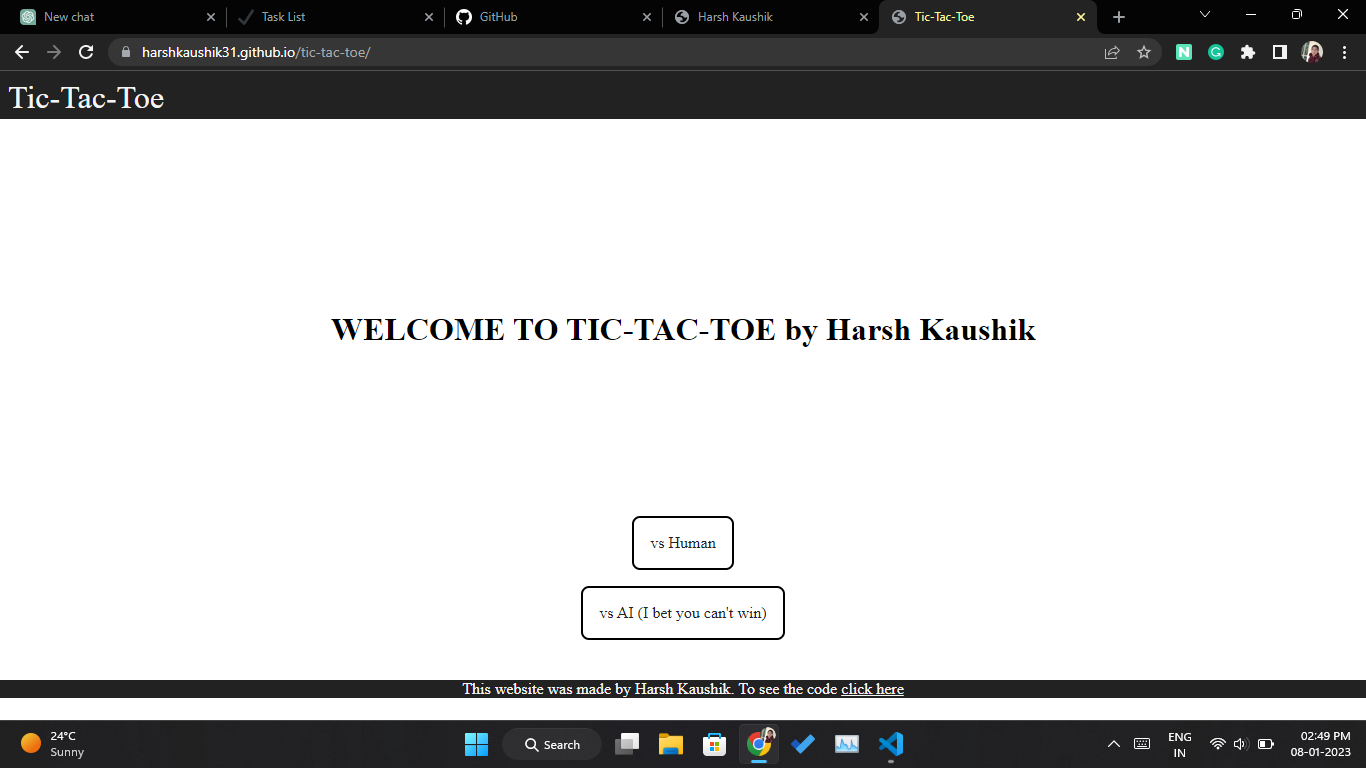 New chat
Task List
GitHub
Harsh Kaushik
Tic-Tac-Toe
harshkaushik31.github.io/tic-tac-toe/
Tic-Tac-Toe
WELCOME TO TIC-TAC-TOE by Harsh Kaushik
vs Human
vs AI (I bet you can't win)
This website was made by Harsh Kaushik. To see the code click here
24°C
Sunny
Search
ENG
IN
02:49 PM
08-01-2023